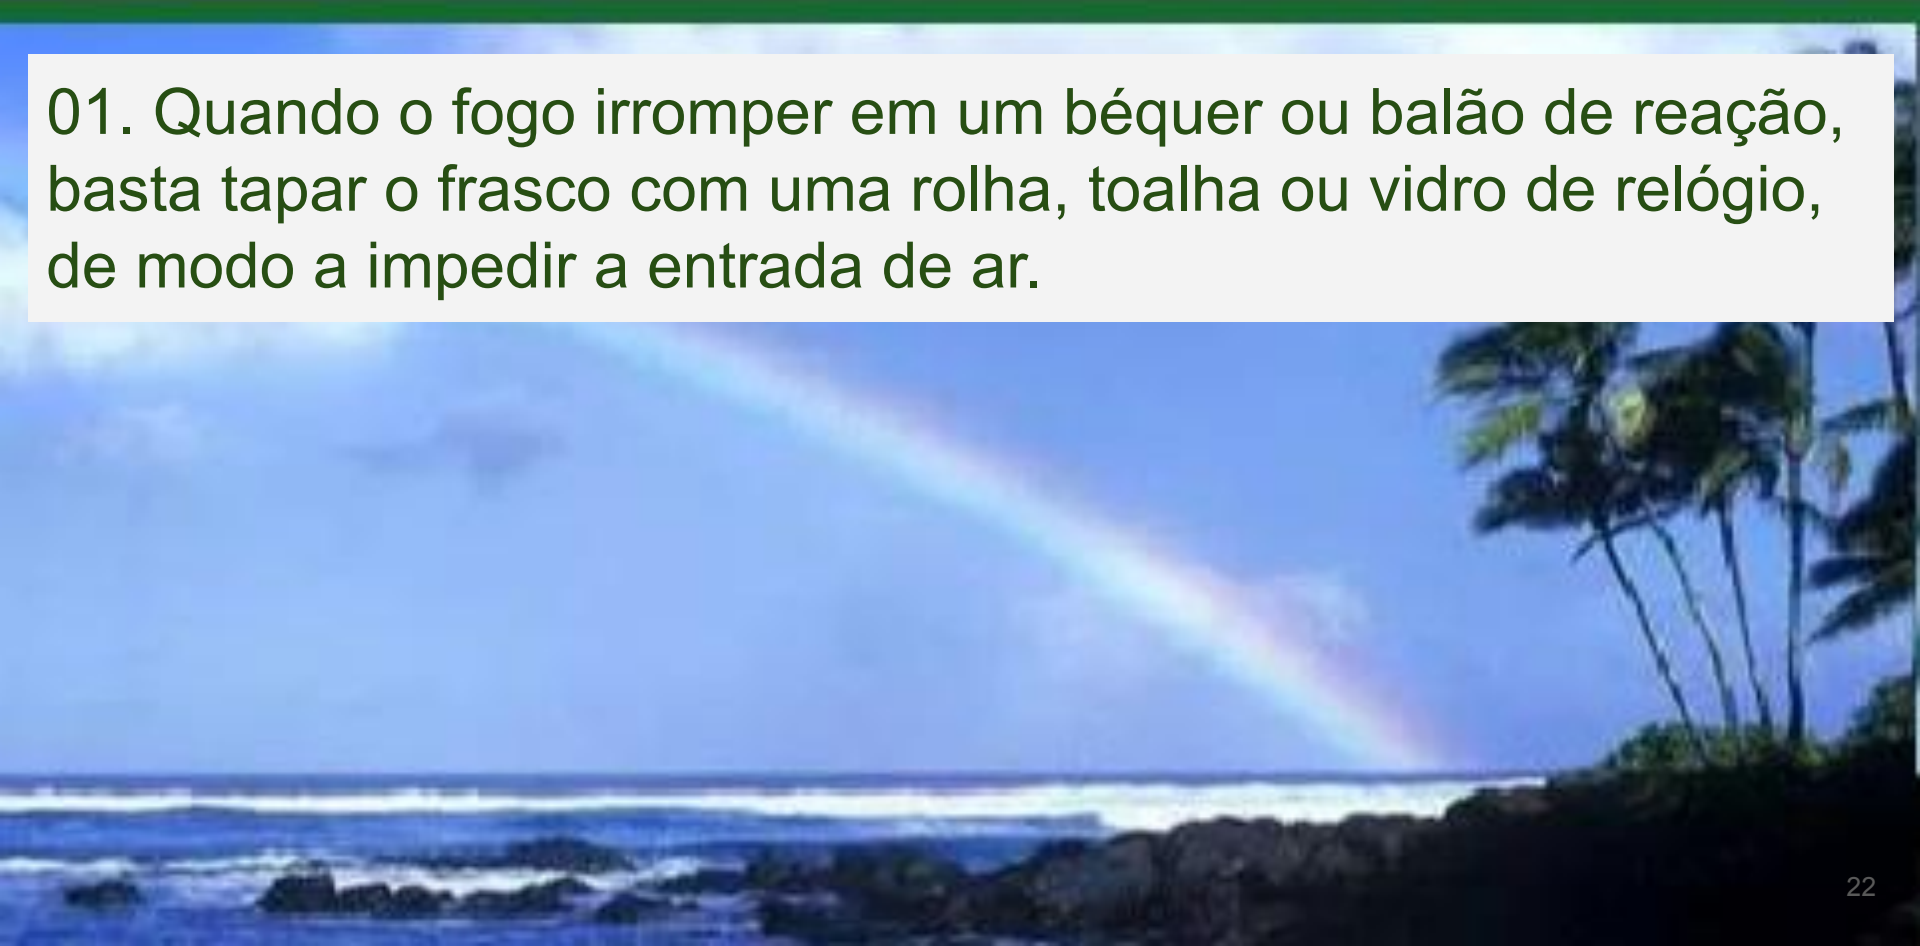 01. Quando o fogo irromper em um béquer ou balão de reação,
basta tapar o frasco com uma rolha, toalha ou vidro de relógio,
de modo a impedir a entrada de ar.
22